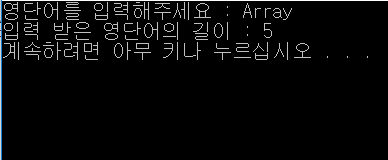 영단어를 입력해주세요 : Array
입력 받은 영단어의 길이 : 5
계속하려면 아무 키나 누르십시오 . . .